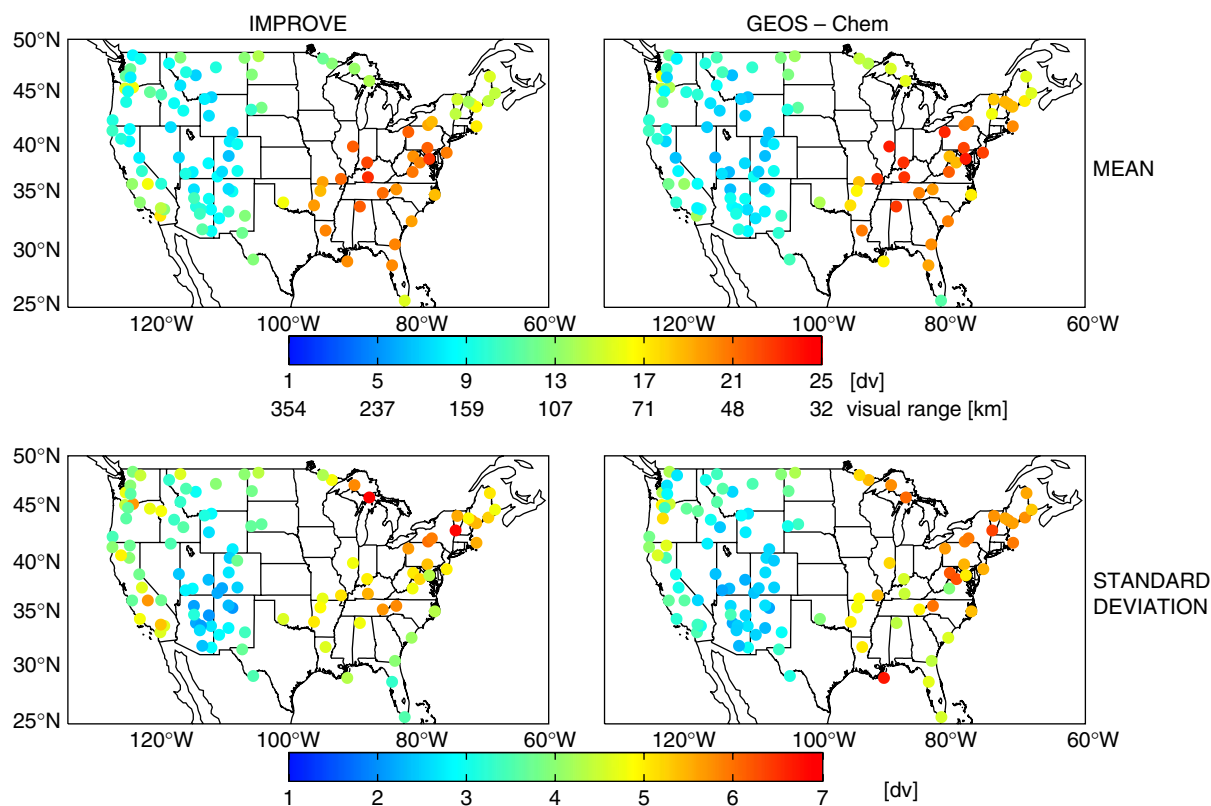 IMPROVE
GEOS – Chem
50°N
45°N
40°N
35°N
30°N
25°N
MEAN
120°W 100°W 80°W 60°W
120°W 100°W 80°W 60°W
1 5 9 13 17 21 25 [dv]
354 237 159 107 71 48 32 visual range [km]
50°N
45°N
40°N
35°N
30°N
25°N
STANDARD
DEVIATION
120°W 100°W 80°W 60°W
120°W 100°W 80°W 60°W
1 2 3 4 5 6 7 [dv]